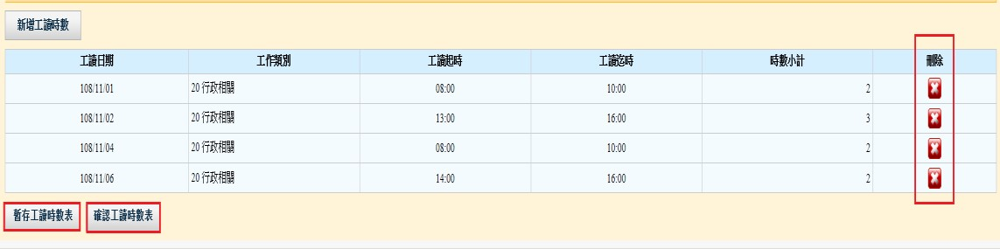 新增工讀時數
工讀日期 工作類別 工讀起時 工讀迄時 時數小計 刪除
108/11/01 20 行政相關 08:00 10:00 2
108/11/02 20 行政相關 13:00 16:00 3
108/11/04 20 行政相關 08:00 10:00 2
108/11/06 20 行政相關 14:00 16:00 2
暫存工讀時數表 確認工讀時數表